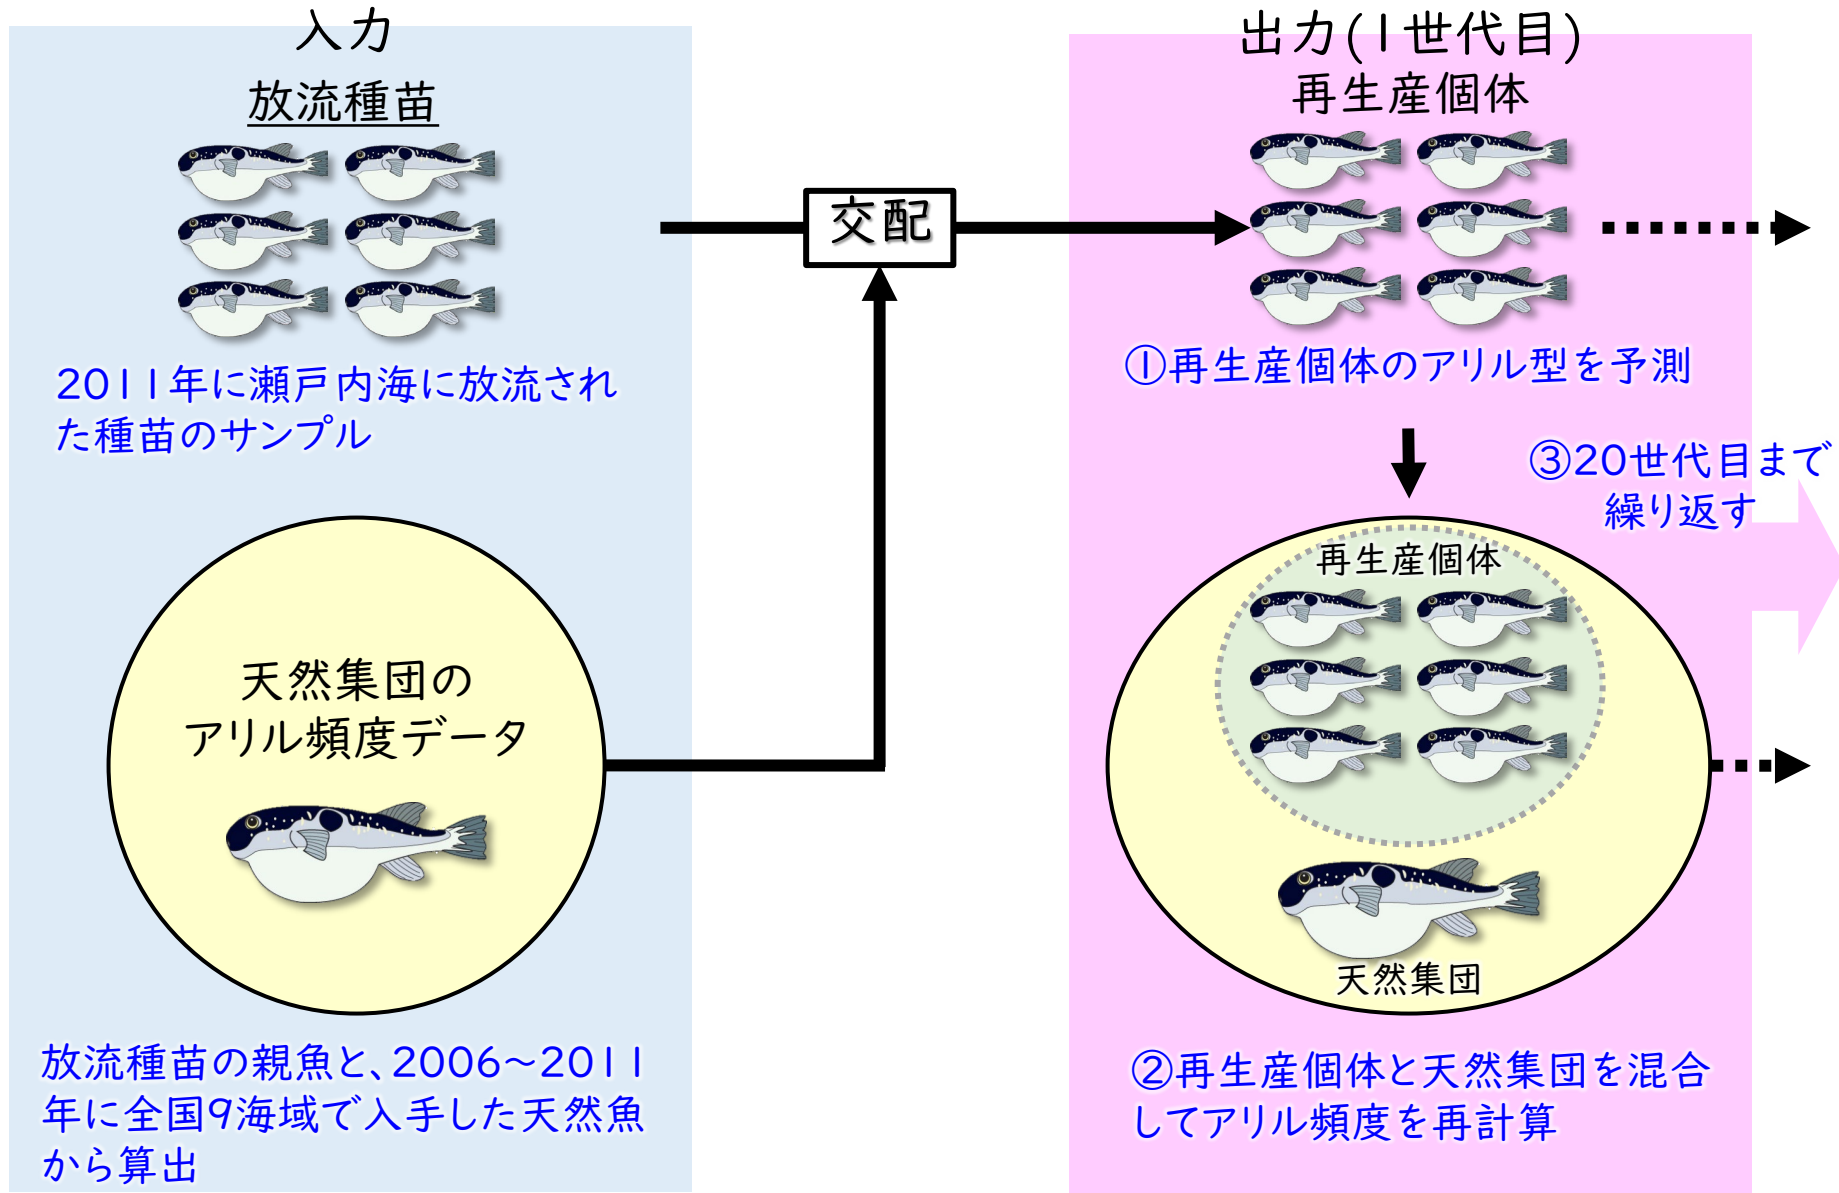 入力
放流種苗
2011年に瀬戸内海に放流され
た種苗のサンプル
天然集団の
アリル頻度データ
放流種苗の親魚と、2006～2011
年に全国9海域で入手した天然魚
から算出
交配
出力(1世代目)
再生産個体
①再生産個体のアリル型を予測
③20世代目まで
繰り返す
再生産個体
天然集団
②再生産個体と天然集団を混合
してアリル頻度を再計算